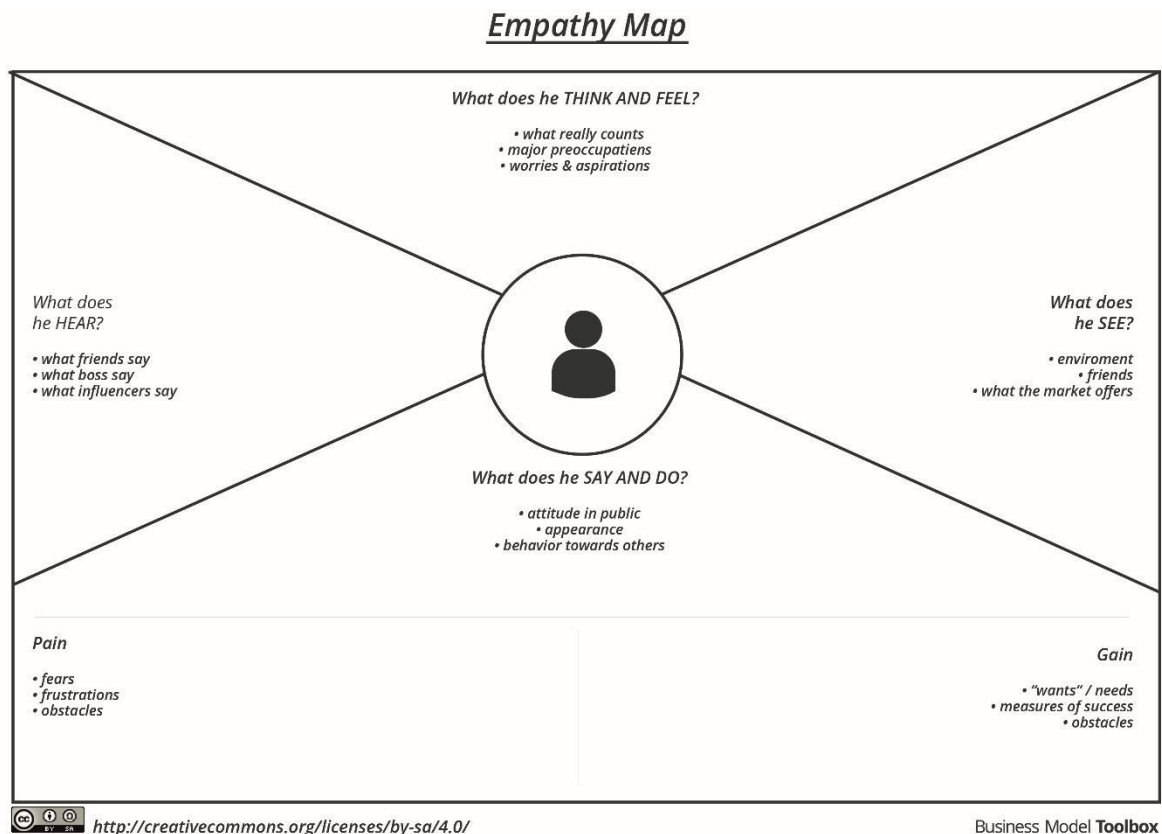 Empathy Map
What does he THINK AND FEEL?
• what really counts
• major preoccupatiens
• worries & aspirations
What does
he HEAR?
• what friends say
• what boss say
• what influencers say
What does
he SEE?
• enviroment
• friends
• what the market offers
What does he SAY AND DO?
• attitude in public
• appearance
• behavior towards others
Pain
• fears
• frustrations
• obstacles
Gain
• “wants“ / needs
• measures of success
• obstacles
cc BY SA http://creativecommons.org/licenses/by-sa/4.0/
Business Model Toolbox